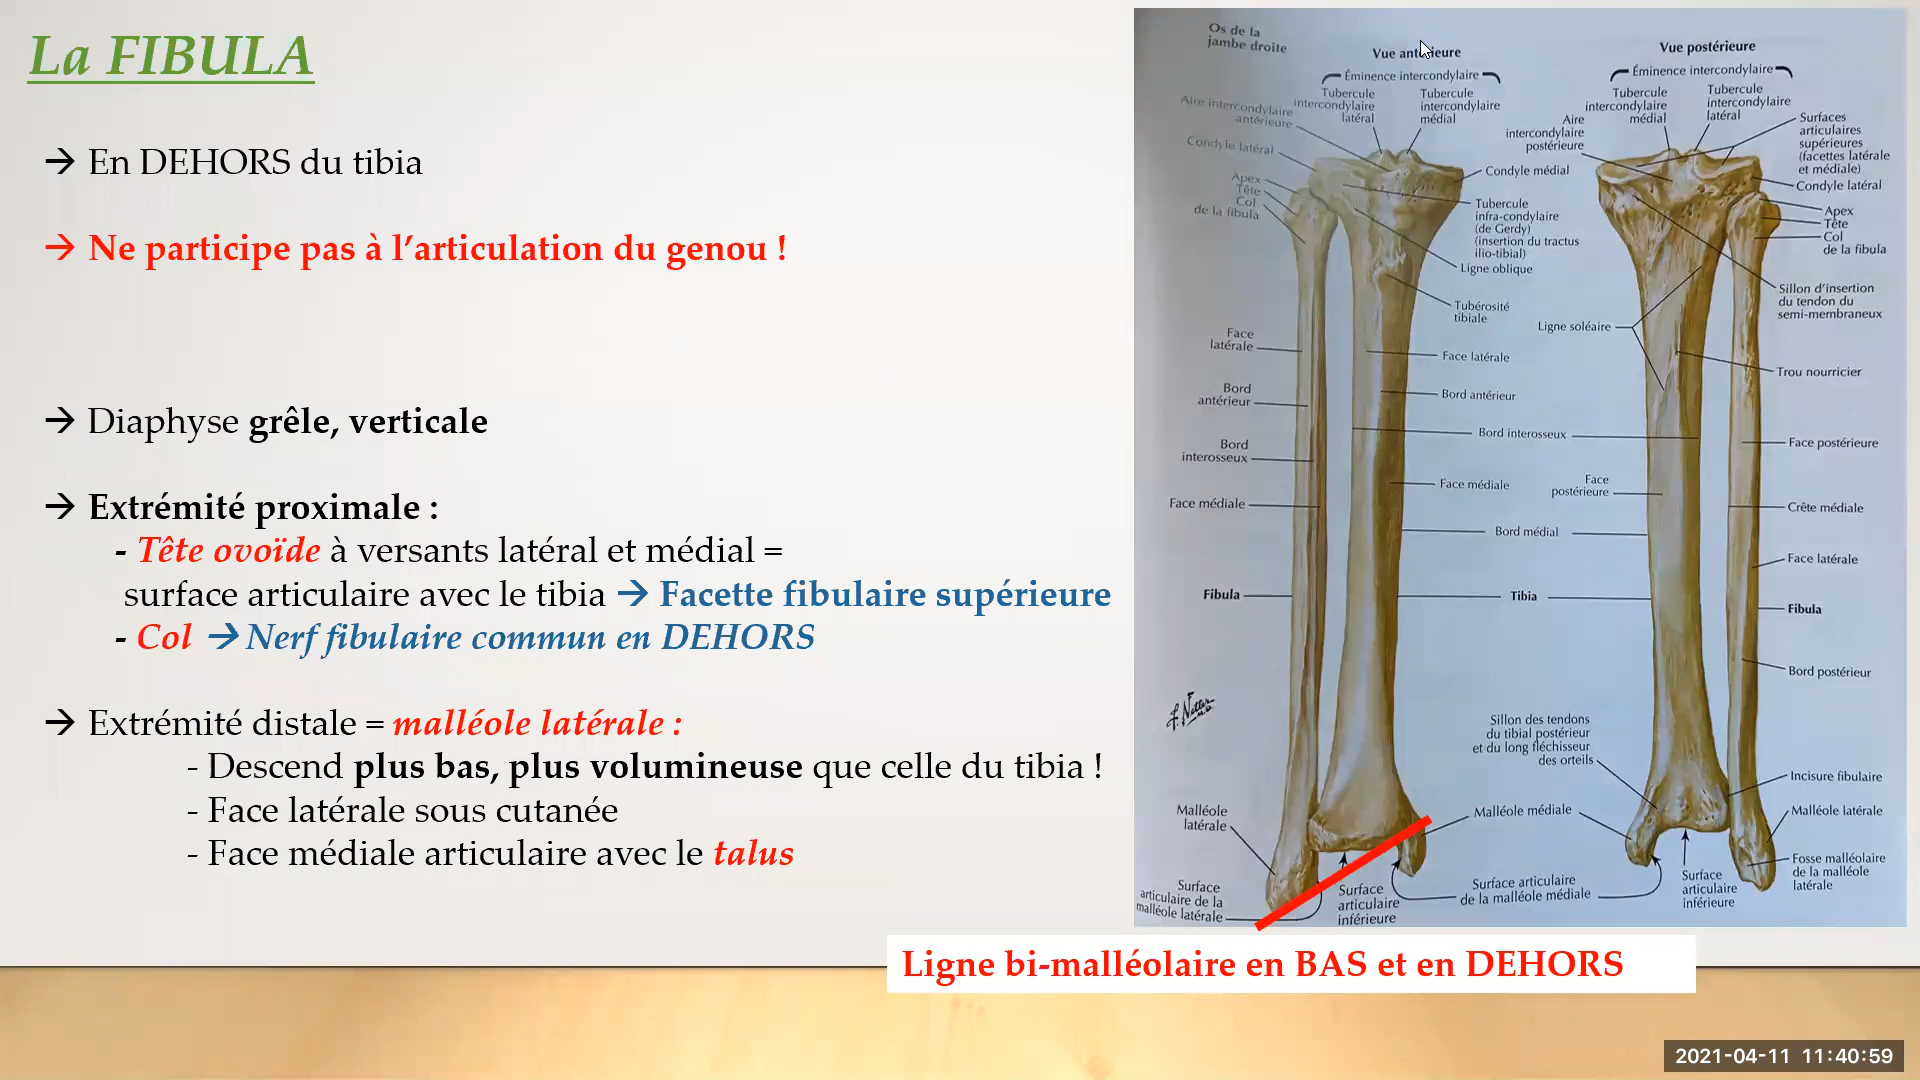 La FIBULA
→ En DEHORS du tibia
→ Ne participe pas à l’articulation du genou !
→ Diaphyse grêle, verticale
→ Extrémité proximale :
- Tête ovoïde à versants latéral et médial =
surface articulaire avec le tibia → Facette fibulaire supérieure
- Col → Nerf fibulaire commun en DEHORS
→ Extrémité distale = malléole latérale :
- Descend plus bas, plus volumineuse que celle du tibia !
- Face latérale sous cutanée
- Face médiale articulaire avec le talus
Os de la
jambe droite
Vue antérieure
Éminence intercondylaire
Tubercule
intercondylaire
latéral
Tubercule
intercondylaire
médial
Aire intercondylaire
antérieure
Condyle latéral
Apex
Tête
Col
de la fibula
Condyle médial
Tubercule
infra-condylaire
(de Gerdy)
(insertion du tractus
ilio-tibial)
Ligne oblique
Tubérosité
tibiale
Face
latérale
Face latérale
Bord
antérieur
Bord antérieur
Bord
interosseux
Bord interosseux
Face médiale
Face médiale
Bord médial
Fibula
Tibia
F. Netter
M.D.
Malléole
latérale
Malléole médiale
Surface
articulaire de la
malléole latérale
Surface
articulaire
inférieure
Surface articulaire
de la malléole médiale
Vue postérieure
Éminence intercondylaire
Tubercule
intercondylaire
médial
Tubercule
intercondylaire
latéral
Aire
intercondylaire
postérieure
Surfaces
articulaires
supérieures
(facettes latérale
et médiale)
Condyle latéral
Apex
Tête
Col
de la fibula
Sillon d’insertion
du tendon du
semi-membraneux
Ligne soléaire
Trou nourricier
Face postérieure
Face
postérieure
Crête médiale
Face latérale
Fibula
Bord postérieur
Sillon des tendons
du tibial postérieur
et du long fléchisseur
des orteils
Incisure fibulaire
Malléole latérale
Fosse malléolaire
de la malléole
latérale
Surface
articulaire
inférieure
Ligne bi-malléolaire en BAS et en DEHORS
2021-04-11 11:40:59